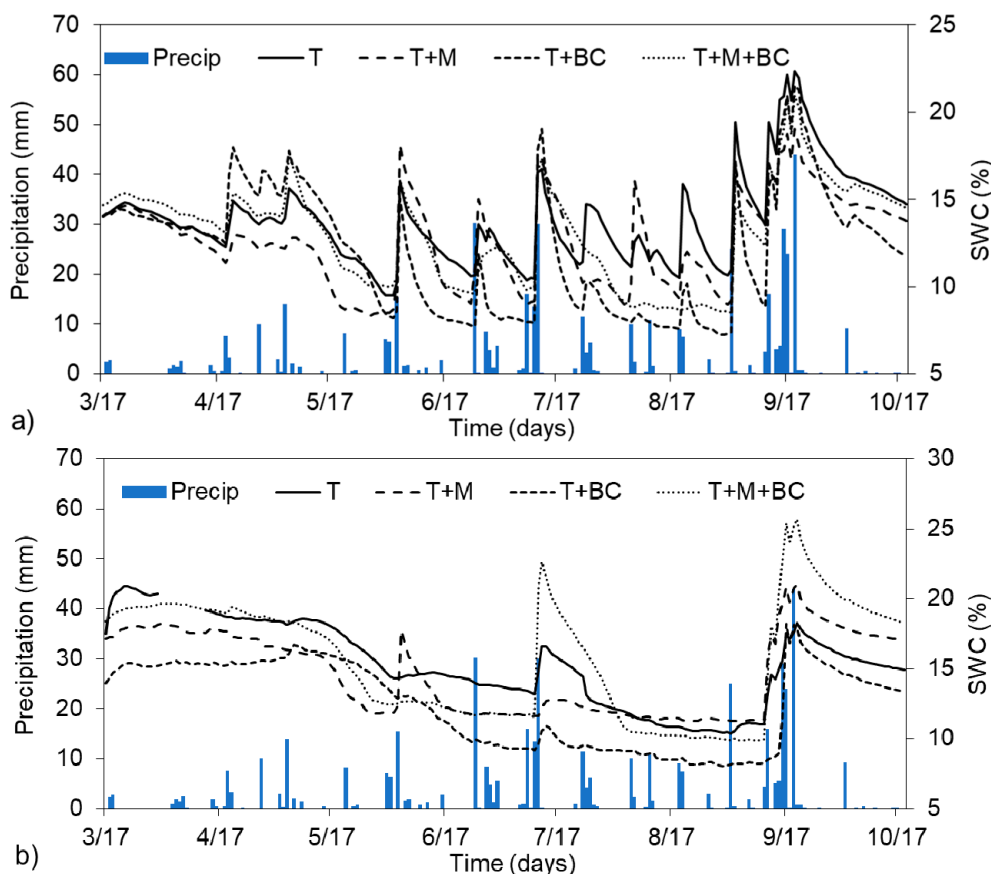 70 25
Precip T T+M T+BC T+M+BC
60
50 20
40
30 15
20 10
10
0 5
3/17 4/17 5/17 6/17 7/17 8/17 9/17 10/17
Precipitation (mm)
SWC (%)
a) Time (days)
70 30
Precip T T+M T+BC T+M+BC
60 25
50
40 20
30 15
20 10
10
0 5
3/17 4/17 5/17 6/17 7/17 8/17 9/17 10/17
Precipitation (mm)
SWC (%)
b) Time (days)